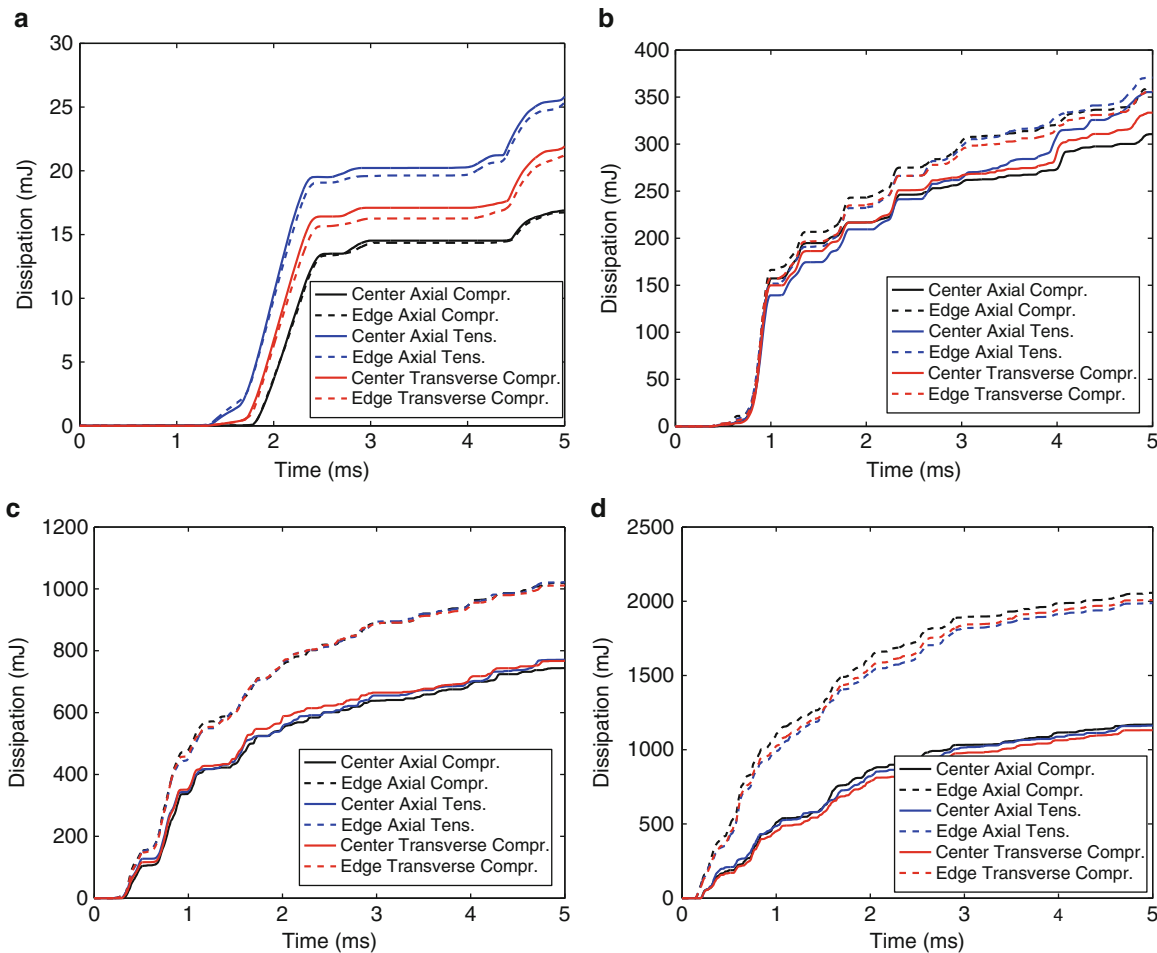 a
30
25
20
15
10
5
0
Dissipation (mJ)
0 1 2 3 4 5
Time (ms)
Center Axial Compr.
Edge Axial Compr.
Center Axial Tens.
Edge Axial Tens.
Center Transverse Compr.
Edge Transverse Compr.
b
400
350
300
250
200
150
100
50
0
Dissipation (mJ)
0 1 2 3 4 5
Time (ms)
Center Axial Compr.
Edge Axial Compr.
Center Axial Tens.
Edge Axial Tens.
Center Transverse Compr.
Edge Transverse Compr.
c
1200
1000
800
600
400
200
0
Dissipation (mJ)
0 1 2 3 4 5
Time (ms)
Center Axial Compr.
Edge Axial Compr.
Center Axial Tens.
Edge Axial Tens.
Center Transverse Compr.
Edge Transverse Compr.
d
2500
2000
1500
1000
500
0
Dissipation (mJ)
0 1 2 3 4 5
Time (ms)
Center Axial Compr.
Edge Axial Compr.
Center Axial Tens.
Edge Axial Tens.
Center Transverse Compr.
Edge Transverse Compr.